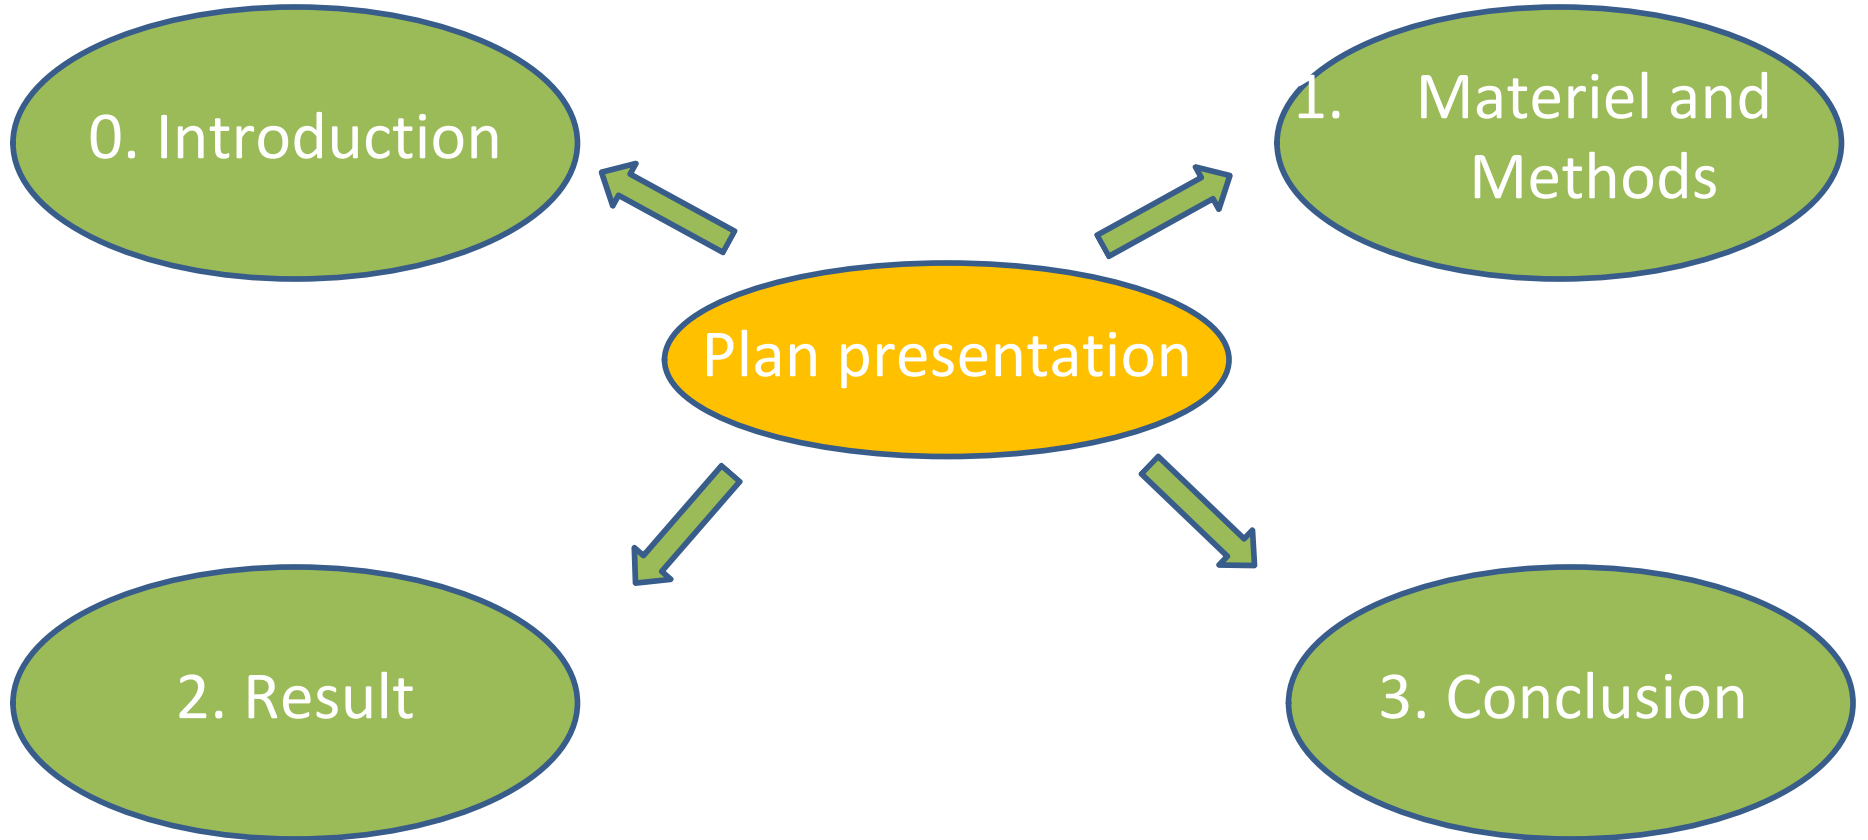 0. Introduction
1. Materiel and
Methods
Plan presentation
2. Result
3. Conclusion